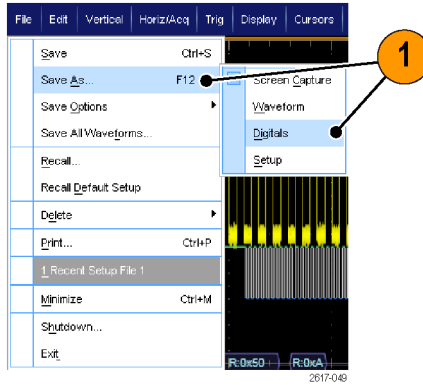 File Edit Vertical Horiz/Acq Trig Display Cursors
Save Ctrl+S
Save As... F12
Save Options
Save All Waveforms...
Recall...
Recall Default Setup
Delete
Print... Ctrl+P
1 Recent Setup File 1
Minimize Ctrl+M
Shutdown...
Exit
Screen Capture
Waveform
Digitals
Setup
1
R:0x50 R:0xA
2617-049